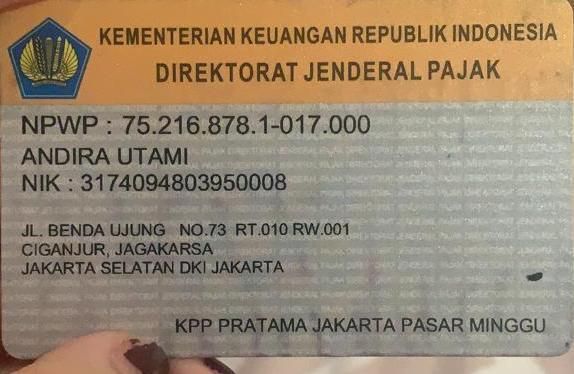 KEMENTERIAN KEUANGAN REPUBLIK INDONESIA
DIREKTORAT JENDERAL PAJAK
NPWP : 75.216.878.1-017.000
ANDIRA UTAMI
NIK : 3174094803950008
JL. BENDA UJUNG NO.73 RT.010 RW.001
CIGANJUR, JAGAKARSA
JAKARTA SELATAN DKI JAKARTA
KPP PRATAMA JAKARTA PASAR MINGGU